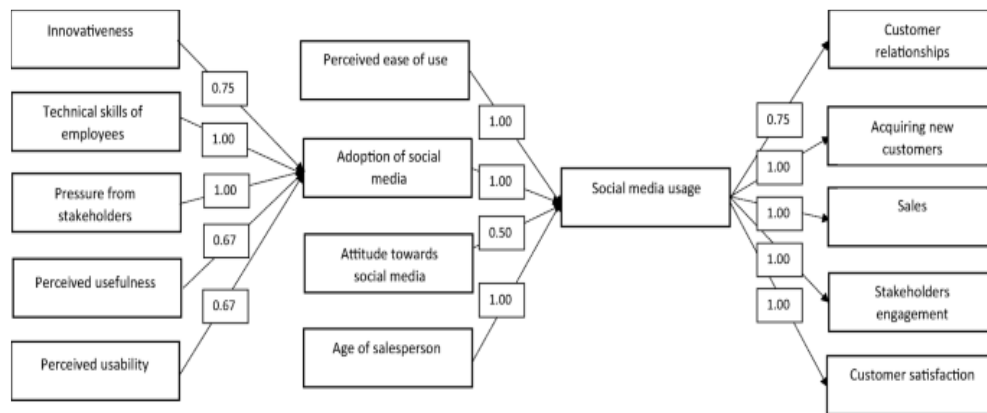 Innovativeness
0.75
Technical skills of
employees
1.00
Pressure from
stakeholders
1.00
Perceived usefulness
0.67
Perceived usability
0.67
Perceived ease of use
1.00
Adoption of social
media
1.00
Attitude towards
social media
0.50
Age of salesperson
1.00
Social media usage
0.75
1.00
1.00
1.00
1.00
Customer
relationships
Acquiring new
customers
Sales
Stakeholders
engagement
Customer satisfaction